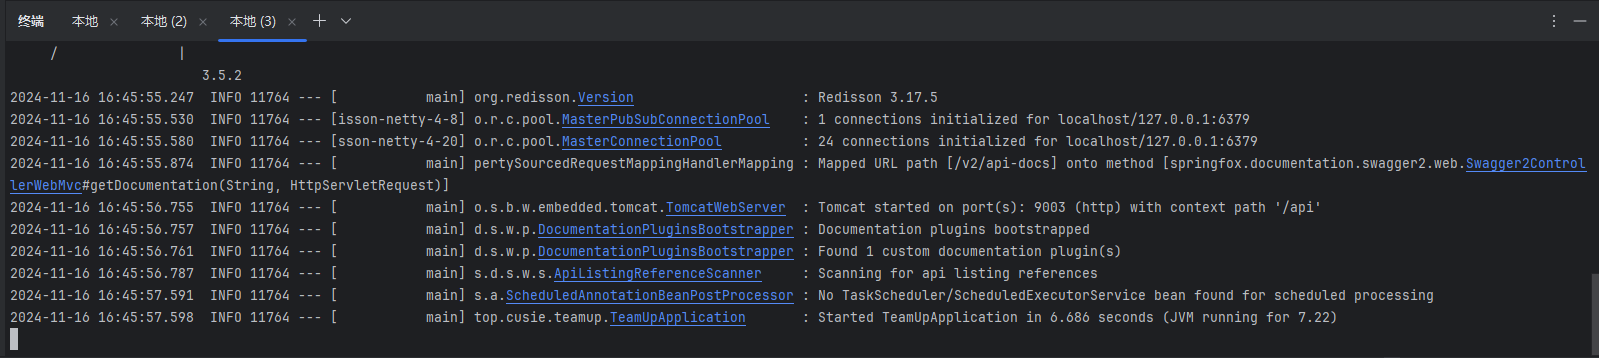 终端 本地 × 本地 (2) × 本地 (3) ×
/ |
3.5.2
2024-11-16 16:45:55.247  INFO 11764 --- [           main] org.redisson.Version                     : Redisson 3.17.5
2024-11-16 16:45:55.530  INFO 11764 --- [isson-netty-4-8] o.r.c.pool.MasterPubSubConnectionPool    : 1 connections initialized for localhost/127.0.0.1:6379
2024-11-16 16:45:55.580  INFO 11764 --- [sson-netty-4-20] o.r.c.pool.MasterConnectionPool          : 24 connections initialized for localhost/127.0.0.1:6379
2024-11-16 16:45:55.874  INFO 11764 --- [           main] pertySourcedRequestMappingHandlerMapping : Mapped URL path [/v2/api-docs] onto method [springfox.documentation.swagger2.web.Swagger2Control
lerWebMvc#getDocumentation(String, HttpServletRequest)]
2024-11-16 16:45:56.755  INFO 11764 --- [           main] o.s.b.w.embedded.tomcat.TomcatWebServer  : Tomcat started on port(s): 9003 (http) with context path '/api'
2024-11-16 16:45:56.757  INFO 11764 --- [           main] d.s.w.p.DocumentationPluginsBootstrapper : Documentation plugins bootstrapped
2024-11-16 16:45:56.761  INFO 11764 --- [           main] d.s.w.p.DocumentationPluginsBootstrapper : Found 1 custom documentation plugin(s)
2024-11-16 16:45:56.787  INFO 11764 --- [           main] s.d.s.w.s.ApiListingReferenceScanner     : Scanning for api listing references
2024-11-16 16:45:57.591  INFO 11764 --- [           main] s.a.ScheduledAnnotationBeanPostProcessor : No TaskScheduler/ScheduledExecutorService bean found for scheduled processing
2024-11-16 16:45:57.598  INFO 11764 --- [           main] top.cusie.teamup.TeamUpApplication       : Started TeamUpApplication in 6.686 seconds (JVM running for 7.22)